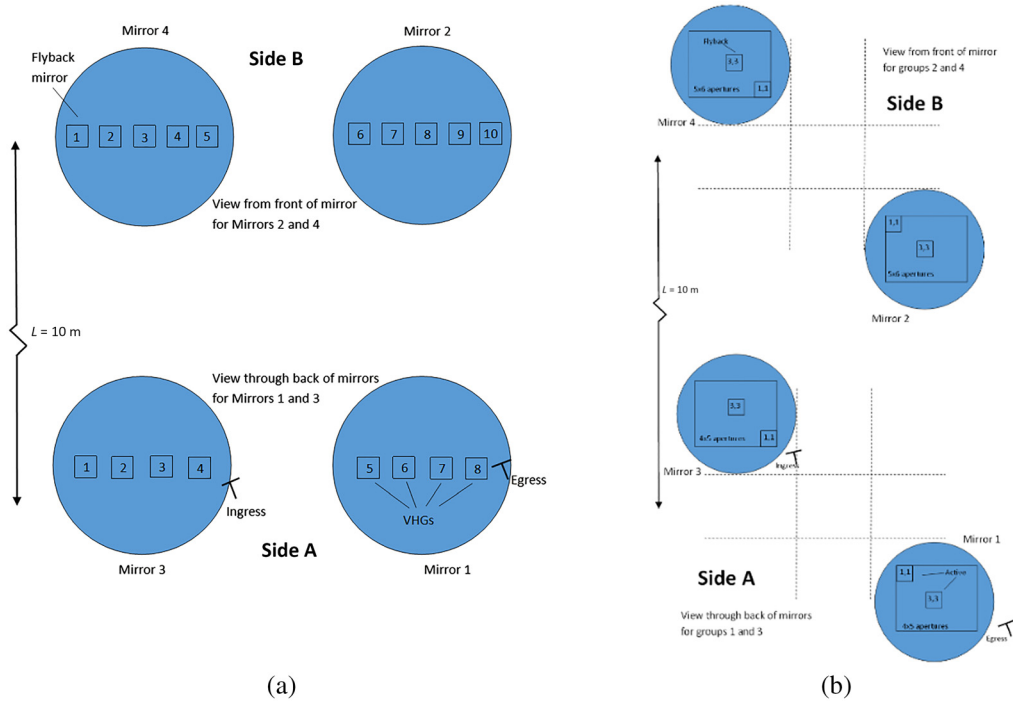 Mirror 4
Mirror 2
Flyback
mirror
Side B
1 2 3 4 5
6 7 8 9 10
View from front of mirror
for Mirrors 2 and 4
L = 10 m
View through back of mirrors
for Mirrors 1 and 3
1 2 3 4
5 6 7 8
Ingress
Egress
VHGs
Side A
Mirror 3
Mirror 1
(a)
Flyback
3,3
1,1
5x6 apertures
Mirror 4
View from front of mirror
for groups 2 and 4
Side B
1,1
3,3
5x6 apertures
Mirror 2
L = 10 m
3,3
4x5 apertures
1,1
Mirror 3
Ingress
Mirror 1
Side A
1,1
Active
3,3
4x5 apertures
Egress
View through back of mirrors
for groups 1 and 3
(b)